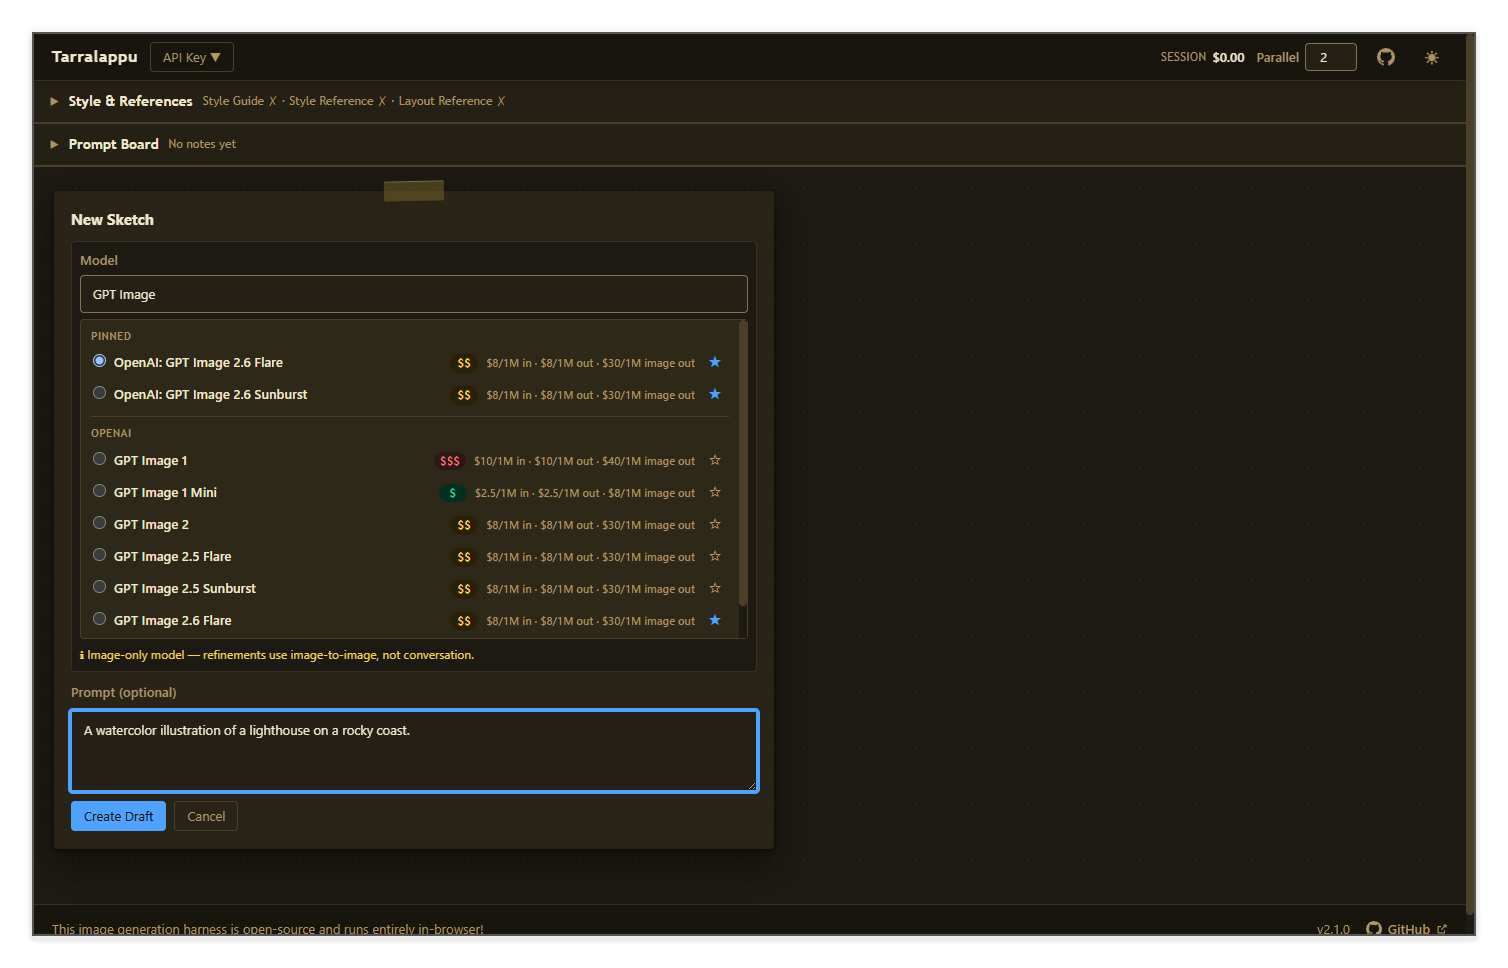 Tarralappu API Key ▼ SESSION $0.00 Parallel 2
▶ Style & References Style Guide ✗ · Style Reference ✗ · Layout Reference ✗
▶ Prompt Board No notes yet
New Sketch
Model
GPT Image
PINNED
OpenAI: GPT Image 2.6 Flare $$ $8/1M in · $8/1M out · $30/1M image out ★
OpenAI: GPT Image 2.6 Sunburst $$ $8/1M in · $8/1M out · $30/1M image out ★
OPENAI
GPT Image 1 $$$ $10/1M in · $10/1M out · $40/1M image out ☆
GPT Image 1 Mini $ $2.5/1M in · $2.5/1M out · $8/1M image out ☆
GPT Image 2 $$ $8/1M in · $8/1M out · $30/1M image out ☆
GPT Image 2.5 Flare $$ $8/1M in · $8/1M out · $30/1M image out ☆
GPT Image 2.5 Sunburst $$ $8/1M in · $8/1M out · $30/1M image out ☆
GPT Image 2.6 Flare $$ $8/1M in · $8/1M out · $30/1M image out ★
ℹ Image-only model — refinements use image-to-image, not conversation.
Prompt (optional)
A watercolor illustration of a lighthouse on a rocky coast.
Create Draft Cancel
This image generation harness is open-source and runs entirely in-browser! v2.1.0 GitHub